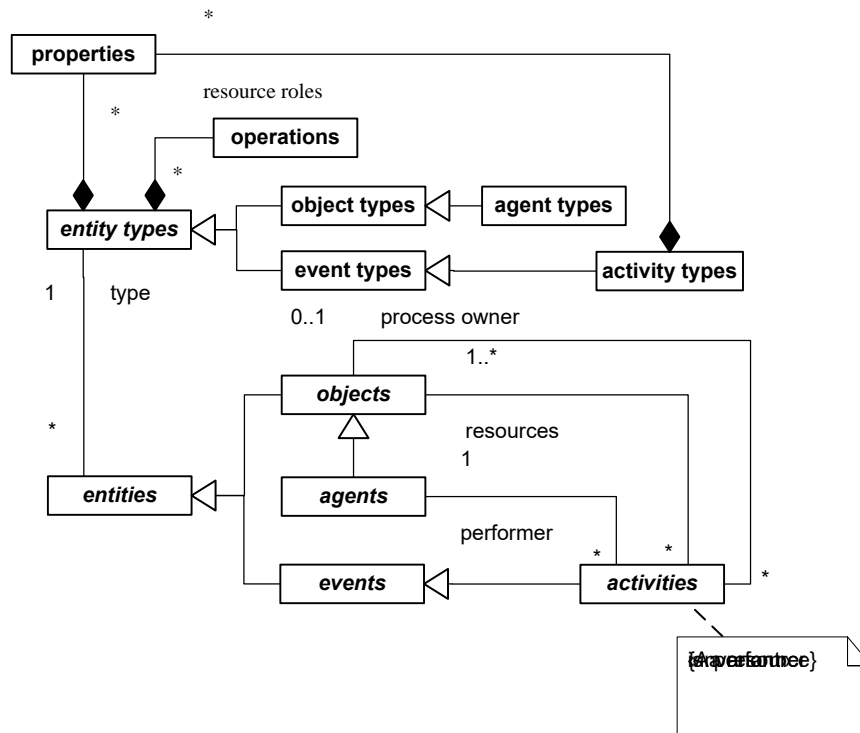 *
properties
resource roles
*
operations
*
object types
agent types
entity types
event types
activity types
1
type
0..1
process owner
1..*
objects
*
resources
1
entities
agents
performer
*
*
events
activities
*